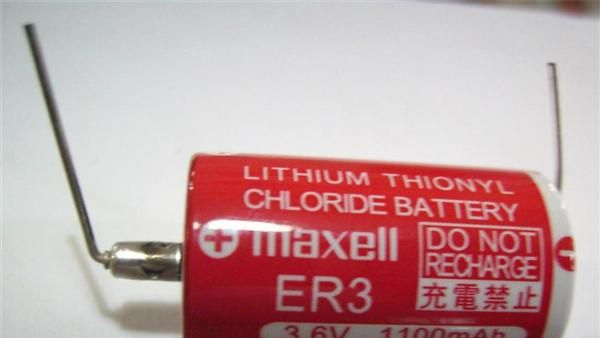 LITHIUM THIONYL
CHLORIDE BATTERY
+ maxell
DO NOT
RECHARGE
充電禁止
ER3
3.6V 1100mAh